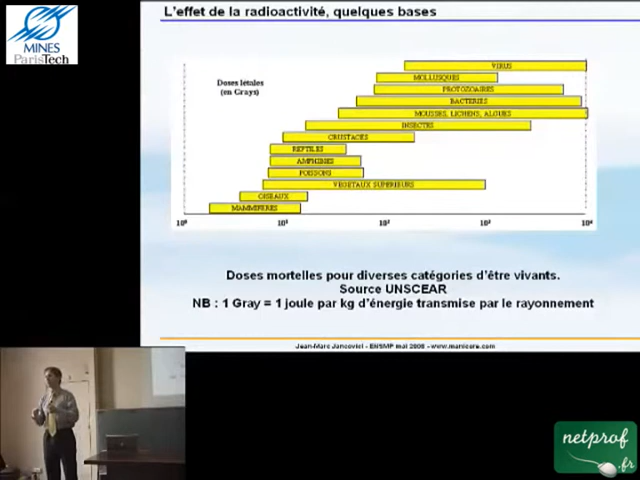 L'effet de la radioactivité, quelques bases
MINES
ParisTech
Doses létales
(en Grays)
VIRUS
MOLLUSQUES
PROTOZOAIRES
BACTERIES
MOUSSES, LICHENS, ALGUES
INSECTES
CRUSTACES
REPTILES
AMPHIBIES
POISSONS
VEGETAUX SUPERIEURS
OISEAUX
MAMMIFERES
10⁰ 10¹ 10² 10³ 10⁴
Doses mortelles pour diverses catégories d'être vivants.
Source UNSCEAR
NB : 1 Gray = 1 joule par kg d'énergie transmise par le rayonnement
Jean-Marc Jancovici - ENSMP mai 2008 - www.manicore.com
netprof
.fr